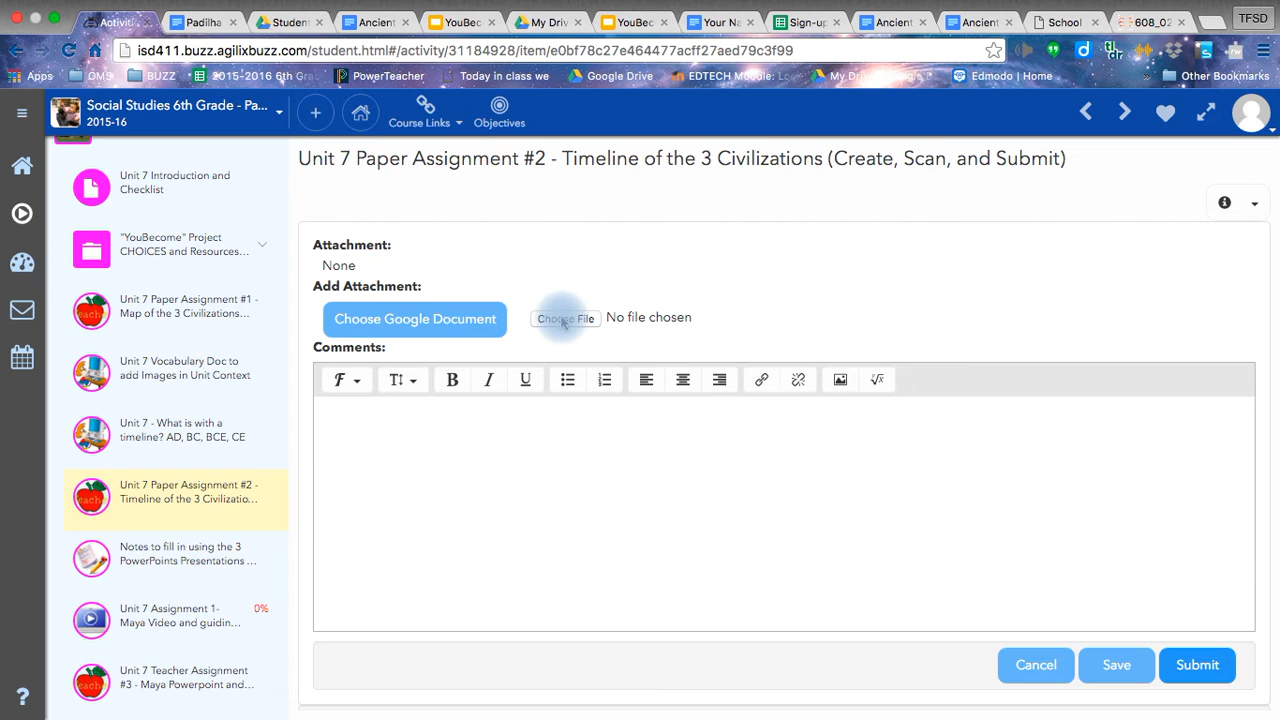 Activiti
Padilha
Student
Ancient
YouBec
My Driv
YouBec
Your Na
Sign-up
Ancient
Ancient
School
608_02
TFSD
isd411.buzz.agilixbuzz.com/student.html#/activity/31184928/item/e0bf78c27e464477acff27aed79c3f99
Apps
GMS
BUZZ
2015-2016 6th Gra
PowerTeacher
Today in class we
Google Drive
EDTECH Moodle: Lo
My Driv
Edmodo | Home
»
Other Bookmarks
Social Studies 6th Grade - Pa...
2015-16
Course Links
Objectives
Unit 7 Introduction and
Checklist
"YouBecome" Project
CHOICES and Resources...
Unit 7 Paper Assignment #1 -
Map of the 3 Civilizations...
Unit 7 Vocabulary Doc to
add Images in Unit Context
Unit 7 - What is with a
timeline? AD, BC, BCE, CE
Unit 7 Paper Assignment #2 -
Timeline of the 3 Civilizatio...
Notes to fill in using the 3
PowerPoints Presentations ...
Unit 7 Assignment 1-
Maya Video and guidin...
0%
Unit 7 Teacher Assignment
#3 - Maya Powerpoint and...
Unit 7 Paper Assignment #2 - Timeline of the 3 Civilizations (Create, Scan, and Submit)
Attachment:
None
Add Attachment:
Choose Google Document
Choose File
No file chosen
Comments:
Cancel
Save
Submit